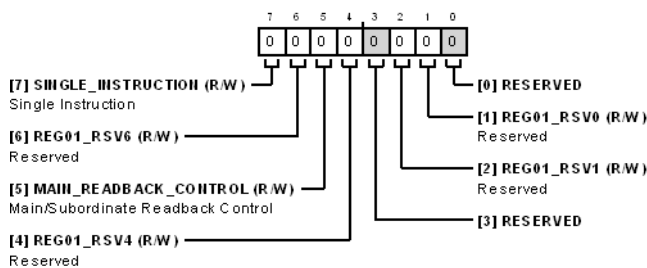 7 6 5 4 3 2 1 0
0 0 0 0 0 0 0 0
[7] SINGLE_INSTRUCTION (R/W)
Single Instruction
[6] REG01_RSV6 (R/W)
Reserved
[5] MAIN_READBACK_CONTROL (R/W)
Main/Subordinate Readback Control
[4] REG01_RSV4 (R/W)
Reserved
[0] RESERVED
[1] REG01_RSV0 (R/W)
Reserved
[2] REG01_RSV1 (R/W)
Reserved
[3] RESERVED